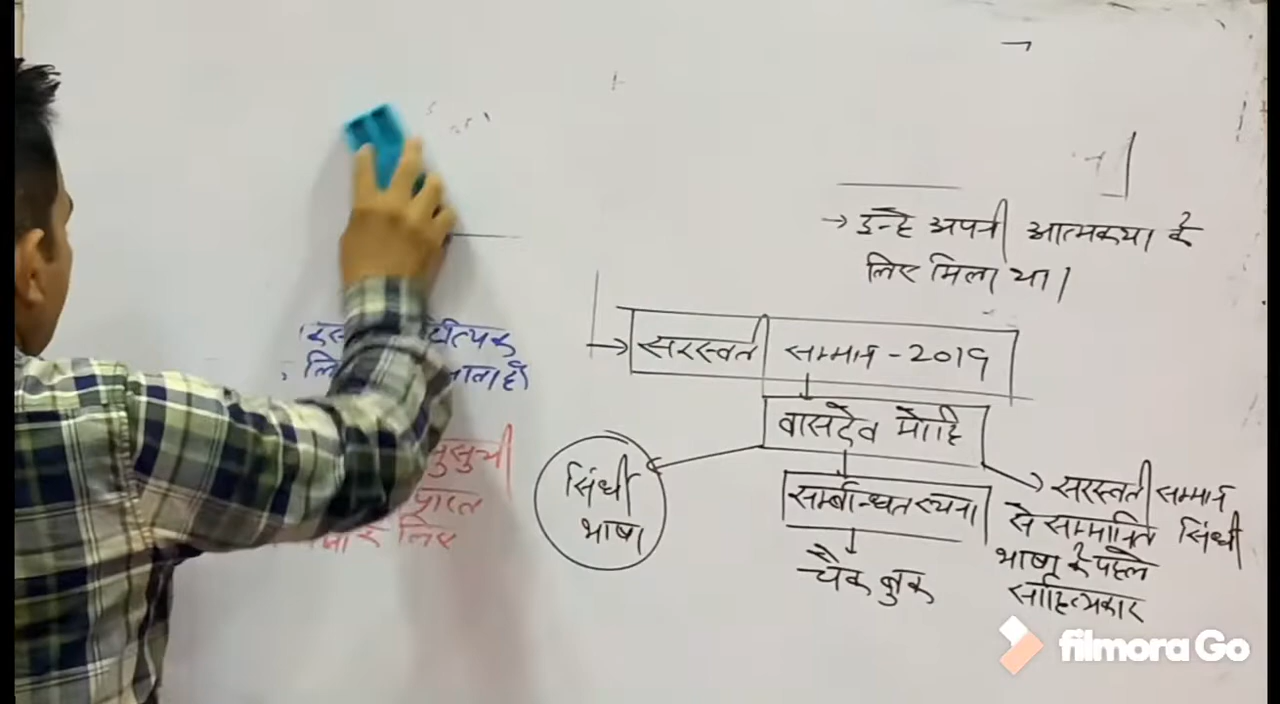 → इन्हे अपनी आत्मकथा के
लिए मिला था।
→ सरस्वती सम्मान - 2019
वासदेव मोहि
सिंधी
भाषा
सम्बन्धित रचना
चैक बुक
→ सरस्वती सम्मान
से सम्मानित सिंधी
भाषा के पहले
साहित्यकार
लिए
filmora Go